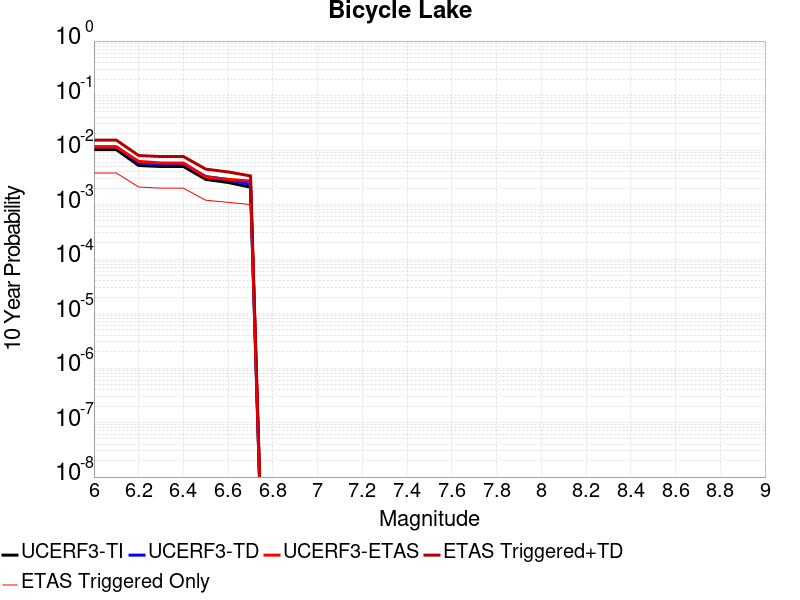 Bicycle Lake
10 0
10 -1
10 -2
10 -3
10 -4
10 -5
10 -6
10 -7
10 -8
10 Year Probability
6 6.2 6.4 6.6 6.8 7 7.2 7.4 7.6 7.8 8 8.2 8.4 8.6 8.8 9
Magnitude
UCERF3-TI UCERF3-TD UCERF3-ETAS ETAS Triggered+TD
ETAS Triggered Only